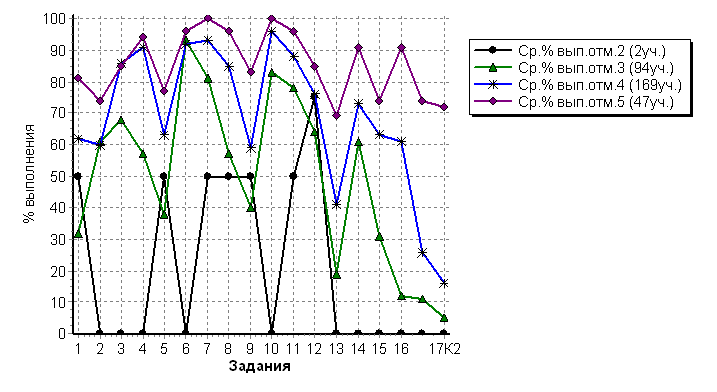 % выполнения
100
90
80
70
60
50
40
30
20
10
0
1 2 3 4 5 6 7 8 9 10 11 12 13 14 15 16 17К2
Задания
Ср.% вып.отм.2 (2уч.)
Ср.% вып.отм.3 (94уч.)
Ср.% вып.отм.4 (169уч.)
Ср.% вып.отм.5 (47уч.)